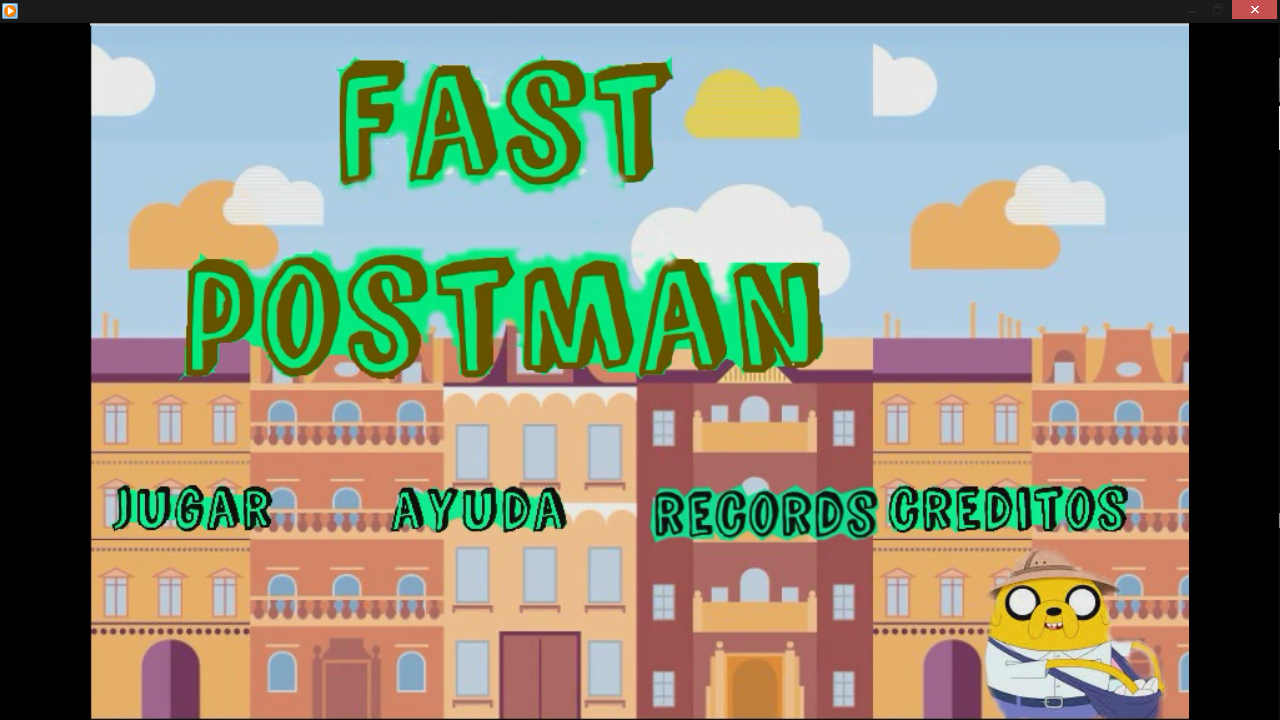 FAST
POSTMAN
JUGAR AYUDA RECORDS CREDITOS